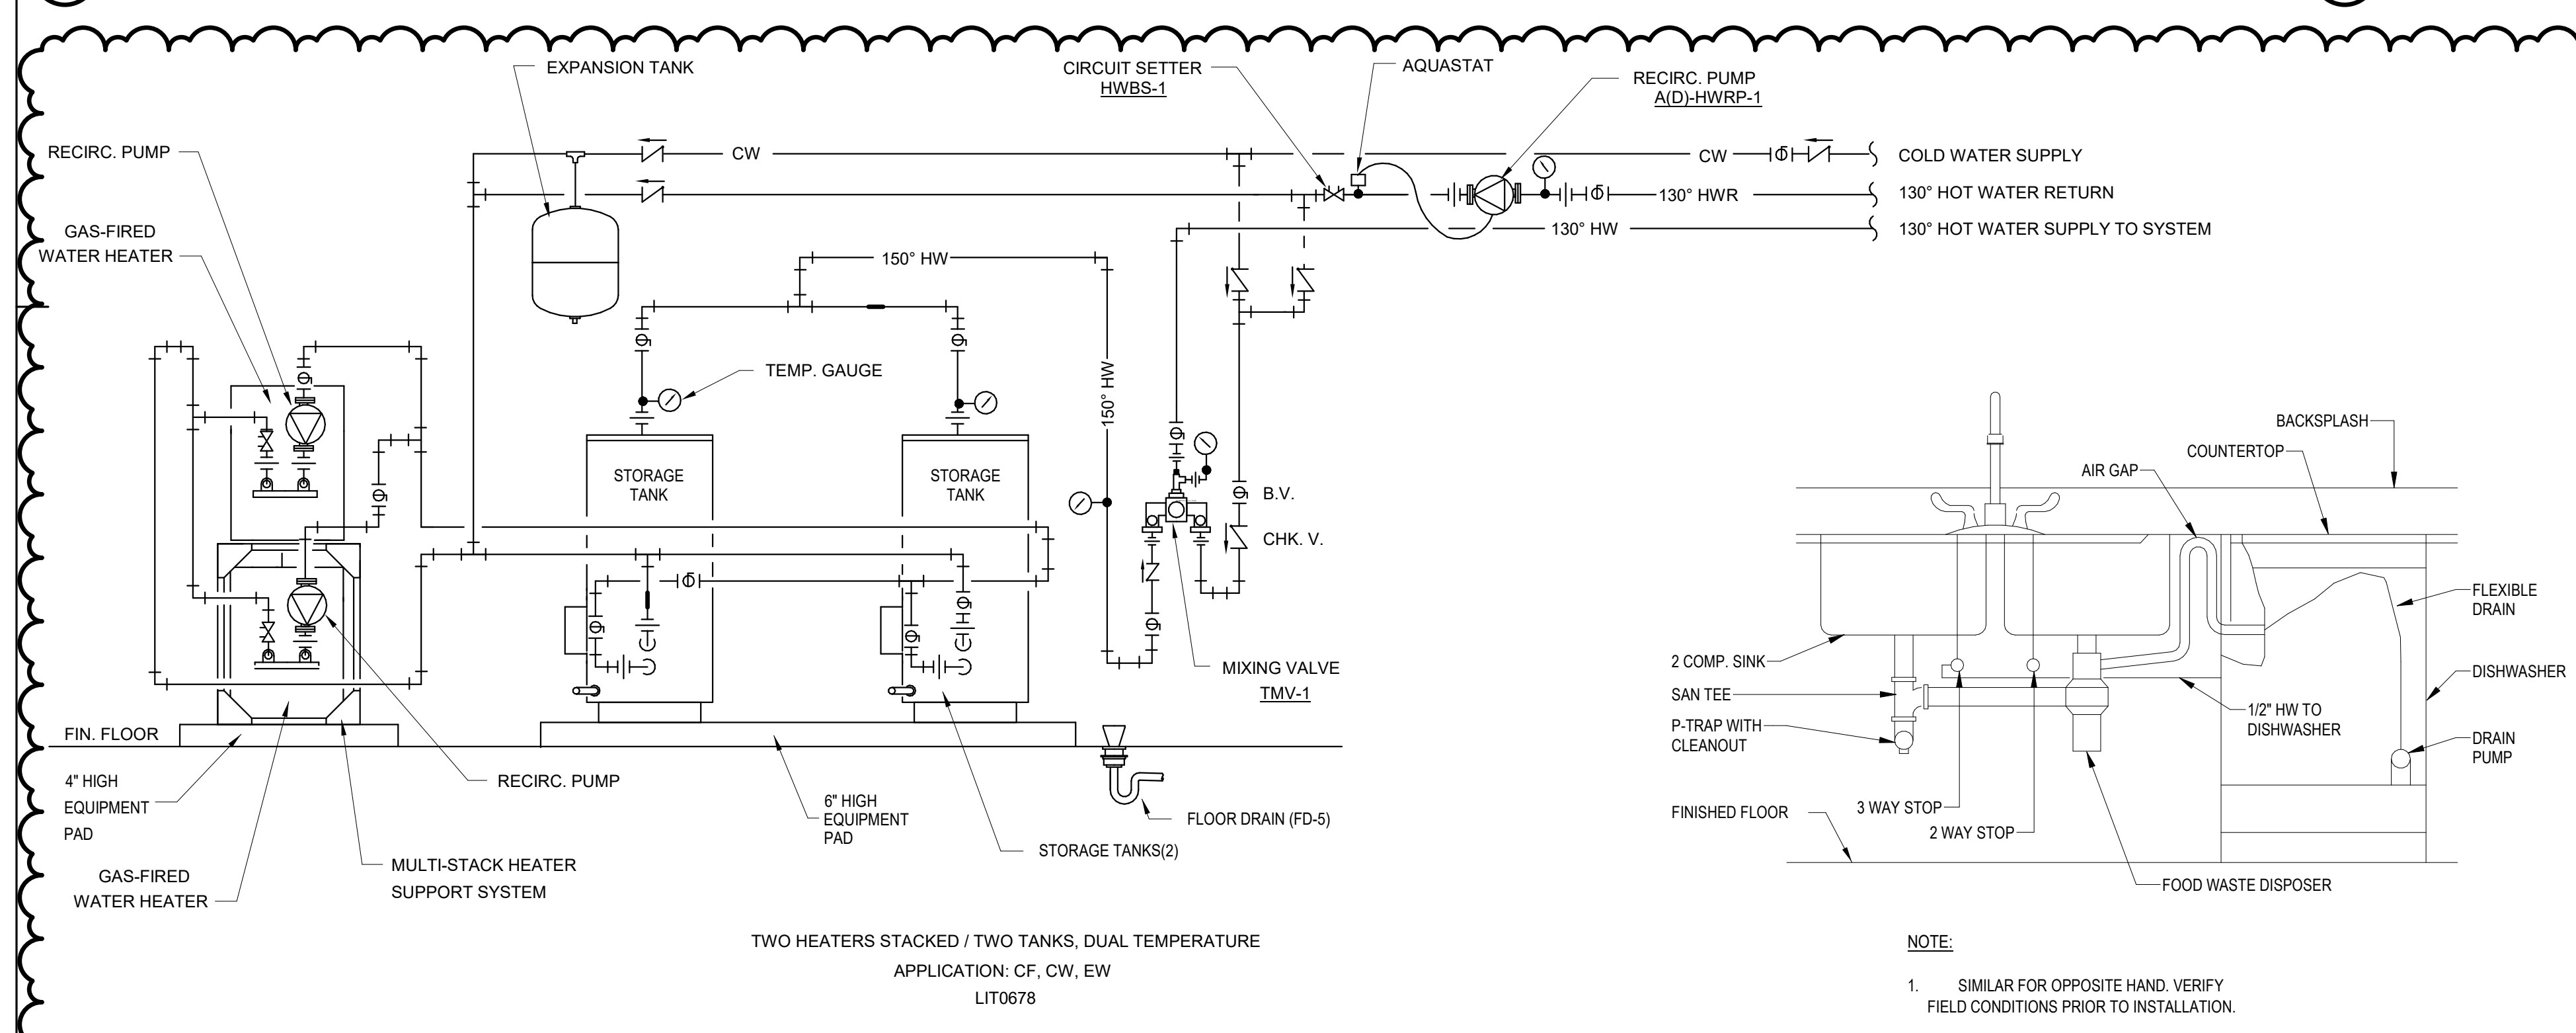 EXPANSION TANK
CIRCUIT SETTER
HWBS-1
AQUASTAT
RECIRC. PUMP
A(D)-HWRP-1
RECIRC. PUMP
CW
CW
COLD WATER SUPPLY
130° HWR
130° HOT WATER RETURN
130° HW
130° HOT WATER SUPPLY TO SYSTEM
GAS-FIRED
WATER HEATER
150° HW
TEMP. GAUGE
150° HW
STORAGE
TANK
STORAGE
TANK
B.V.
CHK. V.
MIXING VALVE
TMV-1
FIN. FLOOR
4" HIGH
EQUIPMENT
PAD
RECIRC. PUMP
6" HIGH
EQUIPMENT
PAD
FLOOR DRAIN (FD-5)
STORAGE TANKS(2)
MULTI-STACK HEATER
SUPPORT SYSTEM
GAS-FIRED
WATER HEATER
TWO HEATERS STACKED / TWO TANKS, DUAL TEMPERATURE
APPLICATION: CF, CW, EW
LIT0678
BACKSPLASH
COUNTERTOP
AIR GAP
FLEXIBLE
DRAIN
2 COMP. SINK
DISHWASHER
SAN TEE
1/2" HW TO
DISHWASHER
P-TRAP WITH
CLEANOUT
DRAIN
PUMP
3 WAY STOP
FINISHED FLOOR
2 WAY STOP
FOOD WASTE DISPOSER
NOTE:
1. SIMILAR FOR OPPOSITE HAND. VERIFY
FIELD CONDITIONS PRIOR TO INSTALLATION.